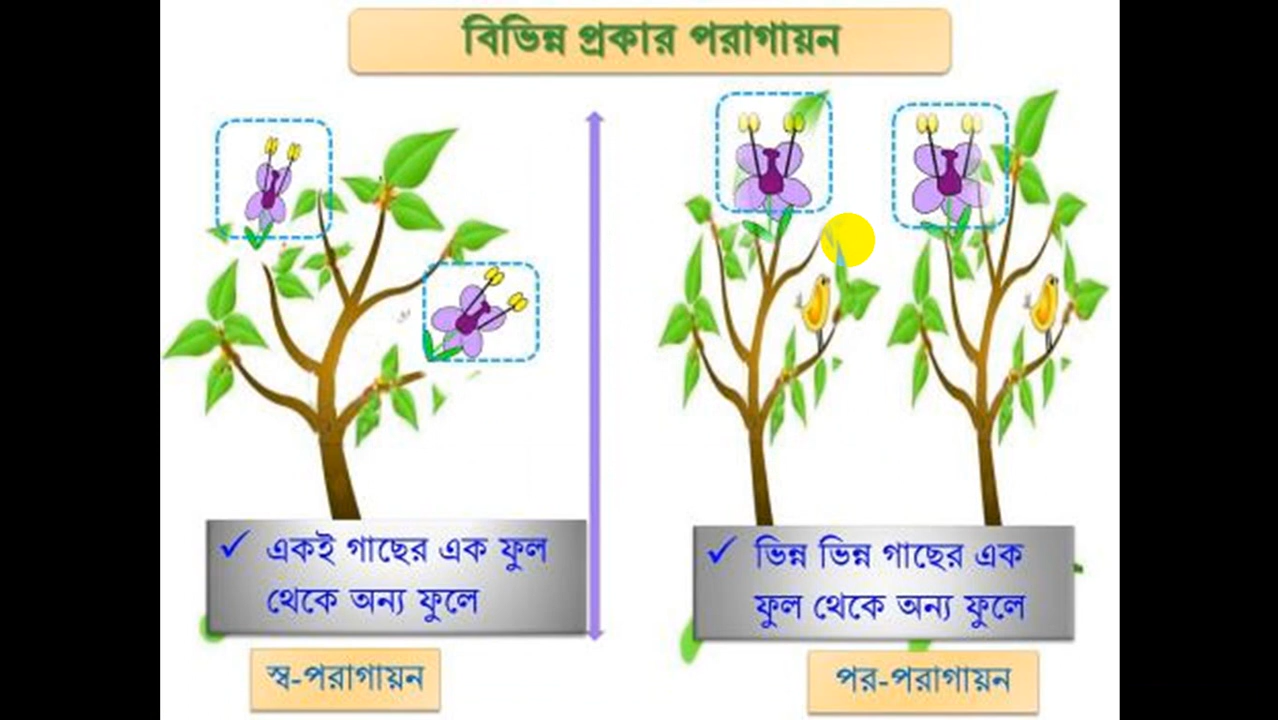 বিভিন্ন প্রকার পরাগায়ন
✓ একই গাছের এক ফুল
থেকে অন্য ফুলে
স্ব-পরাগায়ন
✓ ভিন্ন ভিন্ন গাছের এক
ফুল থেকে অন্য ফুলে
পর-পরাগায়ন